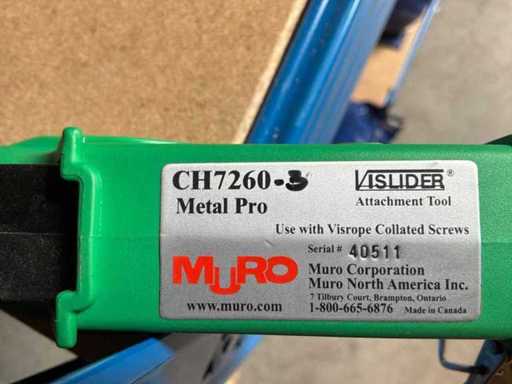 CH7260-3
VISLIDER®
Metal Pro
Attachment Tool
Use with Visrope Collated Screws
Serial # 40511
MURO
Muro Corporation
Muro North America Inc.
7 Tilbury Court, Brampton, Ontario
www.muro.com
1-800-665-6876 Made in Canada